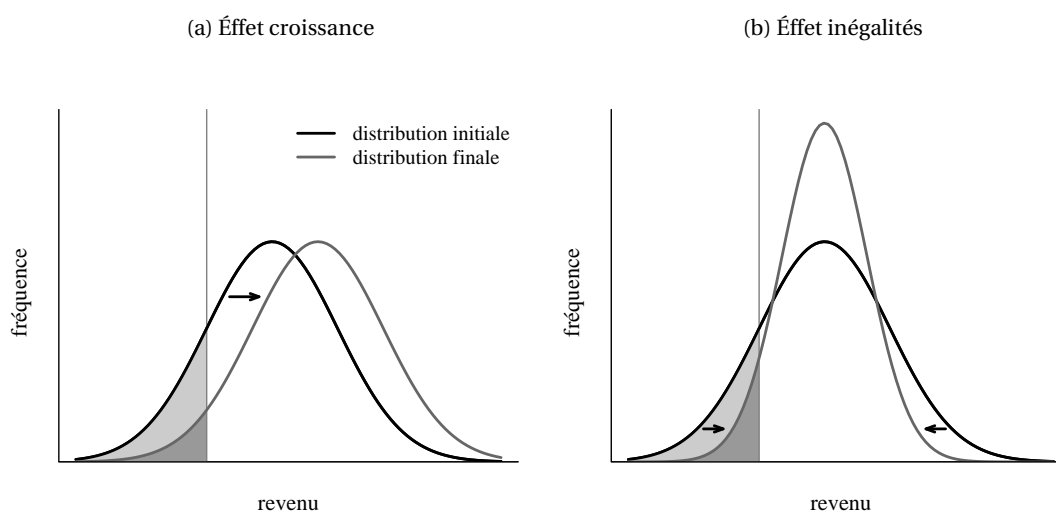 (a) Éffet croissance
(b) Éffet inégalités
distribution initiale
distribution finale
fréquence
revenu
fréquence
revenu